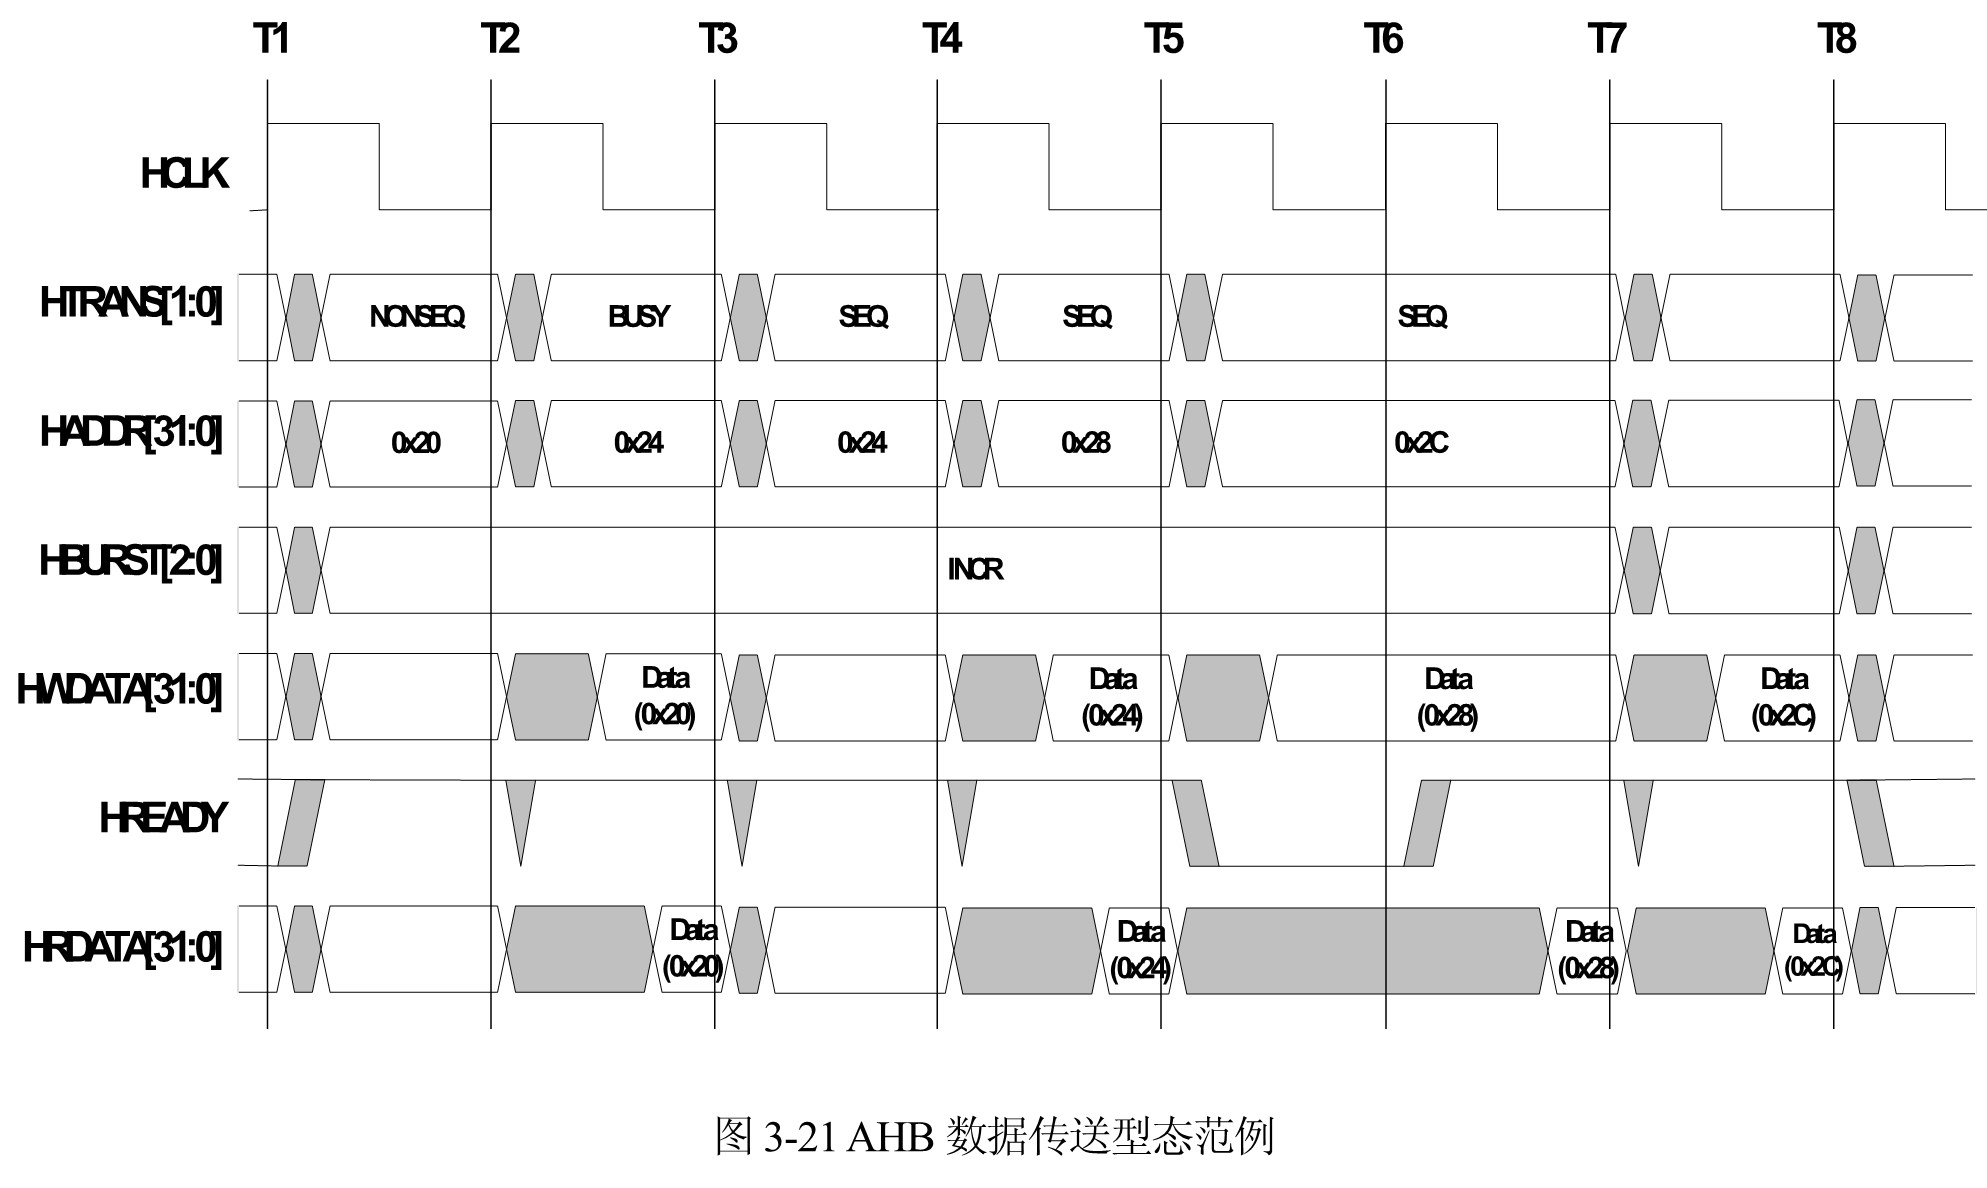 T1 T2 T3 T4 T5 T6 T7 T8
HCLK
HTRANS[1:0] NONSEQ BUSY SEQ SEQ SEQ
HADDR[31:0] 0x20 0x24 0x24 0x28 0x2C
HBURST[2:0] INCR
HWDATA[31:0] Data Data Data Data
(0x20) (0x24) (0x28) (0x2C)
HREADY
HRDATA[31:0] Data Data Data Data
(0x20) (0x24) (0x28) (0x2C)
图 3-21 AHB 数据传送型态范例